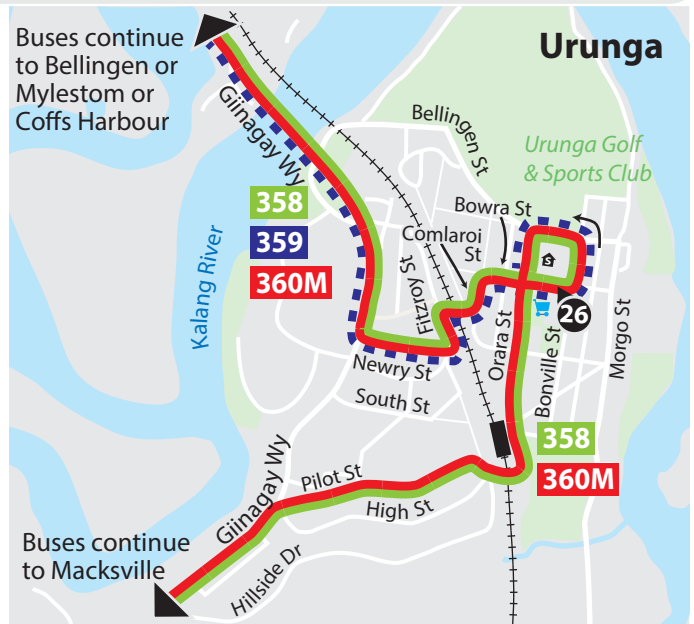 Buses continue
to Bellingen or
Mylestom or
Coffs Harbour
Urunga
Giinagay Wy
Bellingen St
Urunga Golf
& Sports Club
358
359
360M
Bowra St
Comlaroi
St
Kalang River
Fitzroy St
26
Orara St
Bonville St
Morgo St
Newry St
South St
358
360M
Giinagay Wy
Pilot St
High St
Buses continue
to Macksville
Hillside Dr